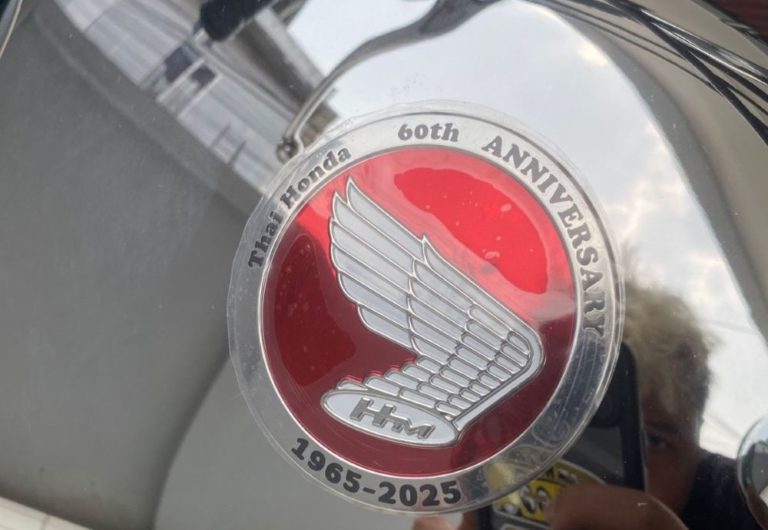 Thai Honda 60th ANNIVERSARY
HM
1965-2025